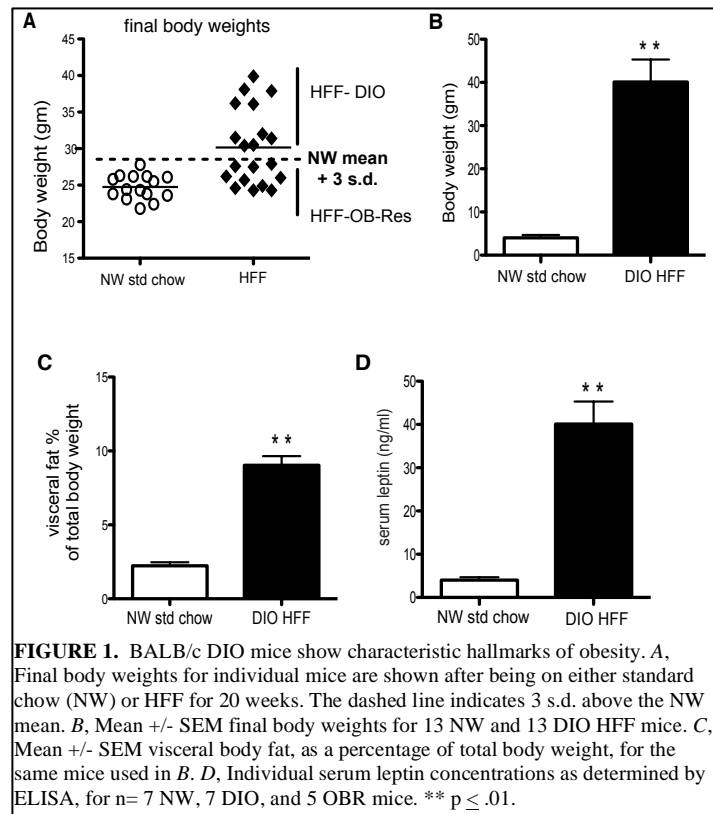 A
final body weights
45
40
35
30
25
20
15
Body weight (gm)
HFF- DIO
NW mean
+ 3 s.d.
HFF-OB-Res
NW std chow
HFF
B
**
50
40
30
20
10
0
Body weight (gm)
NW std chow
DIO HFF
C
**
15
10
5
0
visceral fat %
of total body weight
NW std chow
DIO HFF
D
**
50
40
30
20
10
0
serum leptin (ng/ml)
NW std chow
DIO HFF
FIGURE 1. BALB/c DIO mice show characteristic hallmarks of obesity. A,
Final body weights for individual mice are shown after being on either standard
chow (NW) or HFF for 20 weeks. The dashed line indicates 3 s.d. above the NW
mean. B, Mean +/- SEM final body weights for 13 NW and 13 DIO HFF mice. C,
Mean +/- SEM visceral body fat, as a percentage of total body weight, for the
same mice used in B. D, Individual serum leptin concentrations as determined by
ELISA, for n= 7 NW, 7 DIO, and 5 OBR mice. ** p ≤ .01.